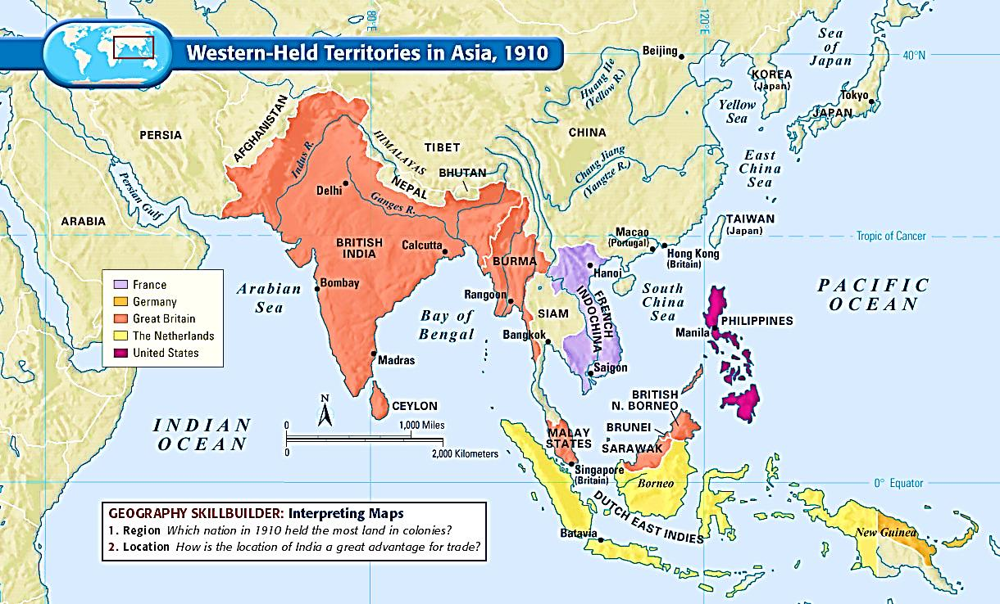 Western-Held Territories in Asia, 1910
80°E
120°E
40°N
Beijing
Sea
of
Japan
KOREA
(Japan)
Tokyo
JAPAN
Huang He
(Yellow R.)
Yellow
Sea
AFGHANISTAN
PERSIA
CHINA
HIMALAYAS
TIBET
Indus R.
Chang Jiang
(Yangtze R.)
East
China
Sea
BHUTAN
NEPAL
Delhi
Ganges R.
Persian Gulf
ARABIA
TAIWAN
(Japan)
Macao
(Portugal)
Tropic of Cancer
BRITISH
INDIA
Calcutta
Hong Kong
(Britain)
BURMA
Hanoi
France
Germany
Great Britain
The Netherlands
United States
Arabian
Sea
Bombay
Rangoon
FRENCH
INDOCHINA
South
China
Sea
PACIFIC
OCEAN
Bay of
Bengal
SIAM
PHILIPPINES
Bangkok
Manila
Madras
Saigon
BRITISH
N. BORNEO
CEYLON
N
INDIAN
OCEAN
0 1,000 Miles
0 2,000 Kilometers
MALAY
STATES
BRUNEI
SARAWAK
Singapore
(Britain)
Borneo
0° Equator
DUTCH EAST INDIES
Batavia
New Guinea
GEOGRAPHY SKILLBUILDER: Interpreting Maps
1. Region Which nation in 1910 held the most land in colonies?
2. Location How is the location of India a great advantage for trade?